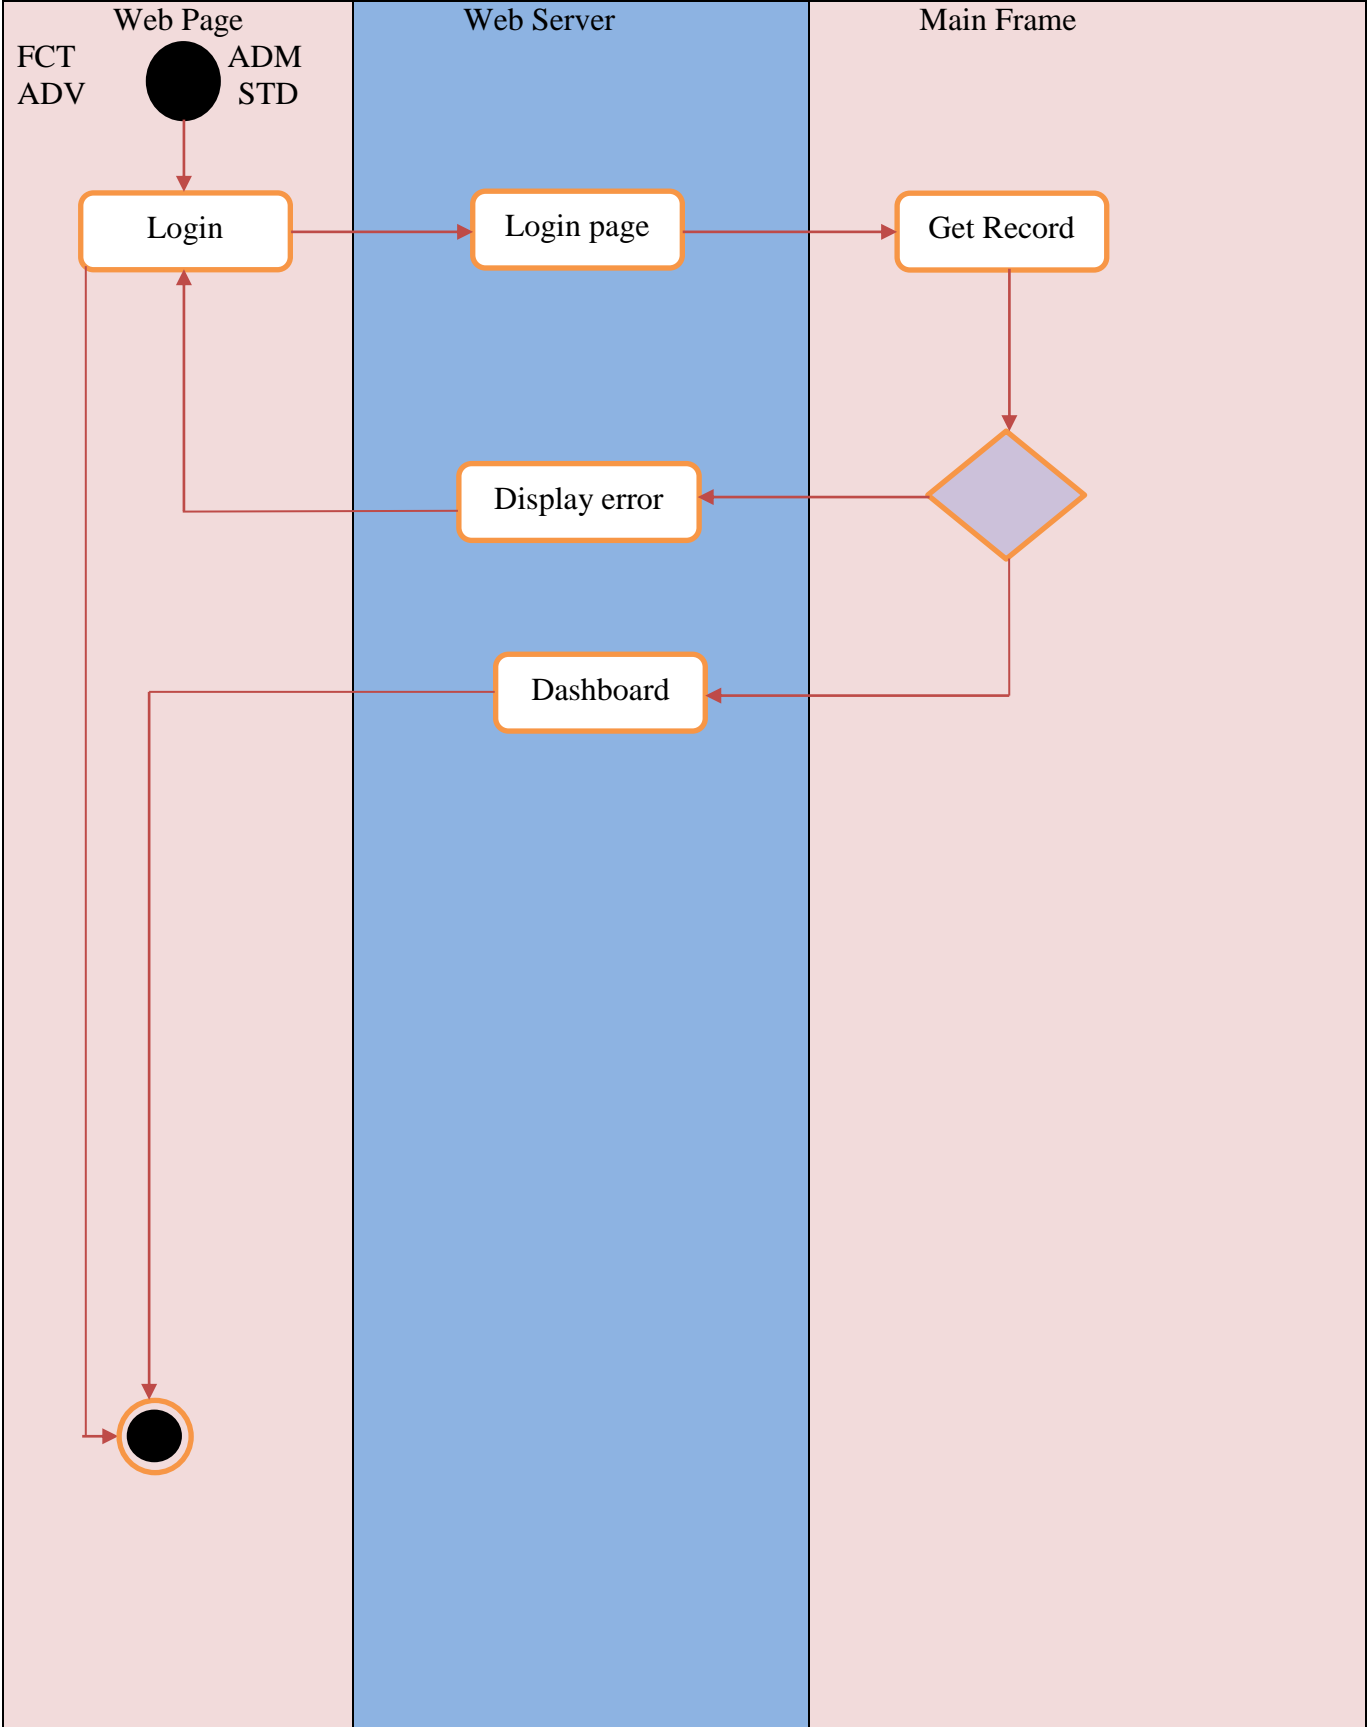 Web Page
Web Server
Main Frame
FCT
ADM
ADV
STD
Login
Login page
Get Record
Display error
Dashboard